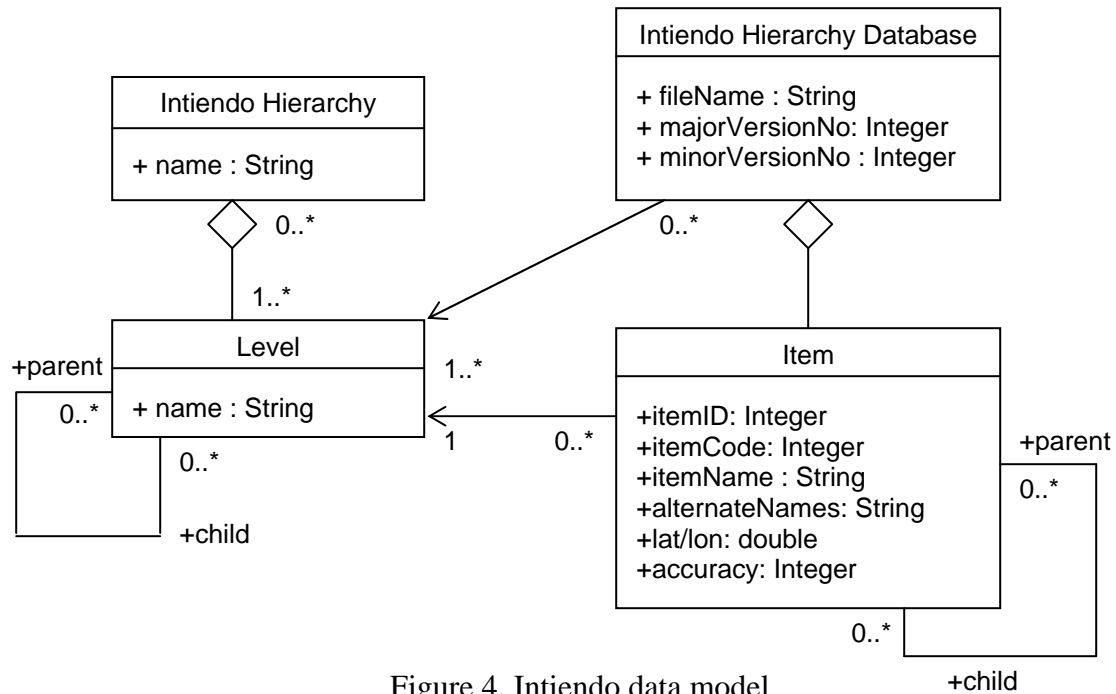 Intiendo Hierarchy Database
+ fileName : String
+ majorVersionNo: Integer
+ minorVersionNo : Integer
Intiendo Hierarchy
+ name : String
0..*
0..*
1..*
Level
+ name : String
+parent
0..*
0..*
+child
1..*
1
0..*
Item
+itemID: Integer
+itemCode: Integer
+itemName : String
+alternateNames: String
+lat/lon: double
+accuracy: Integer
+parent
0..*
0..*
+child
Figure 4 Intiendo data model